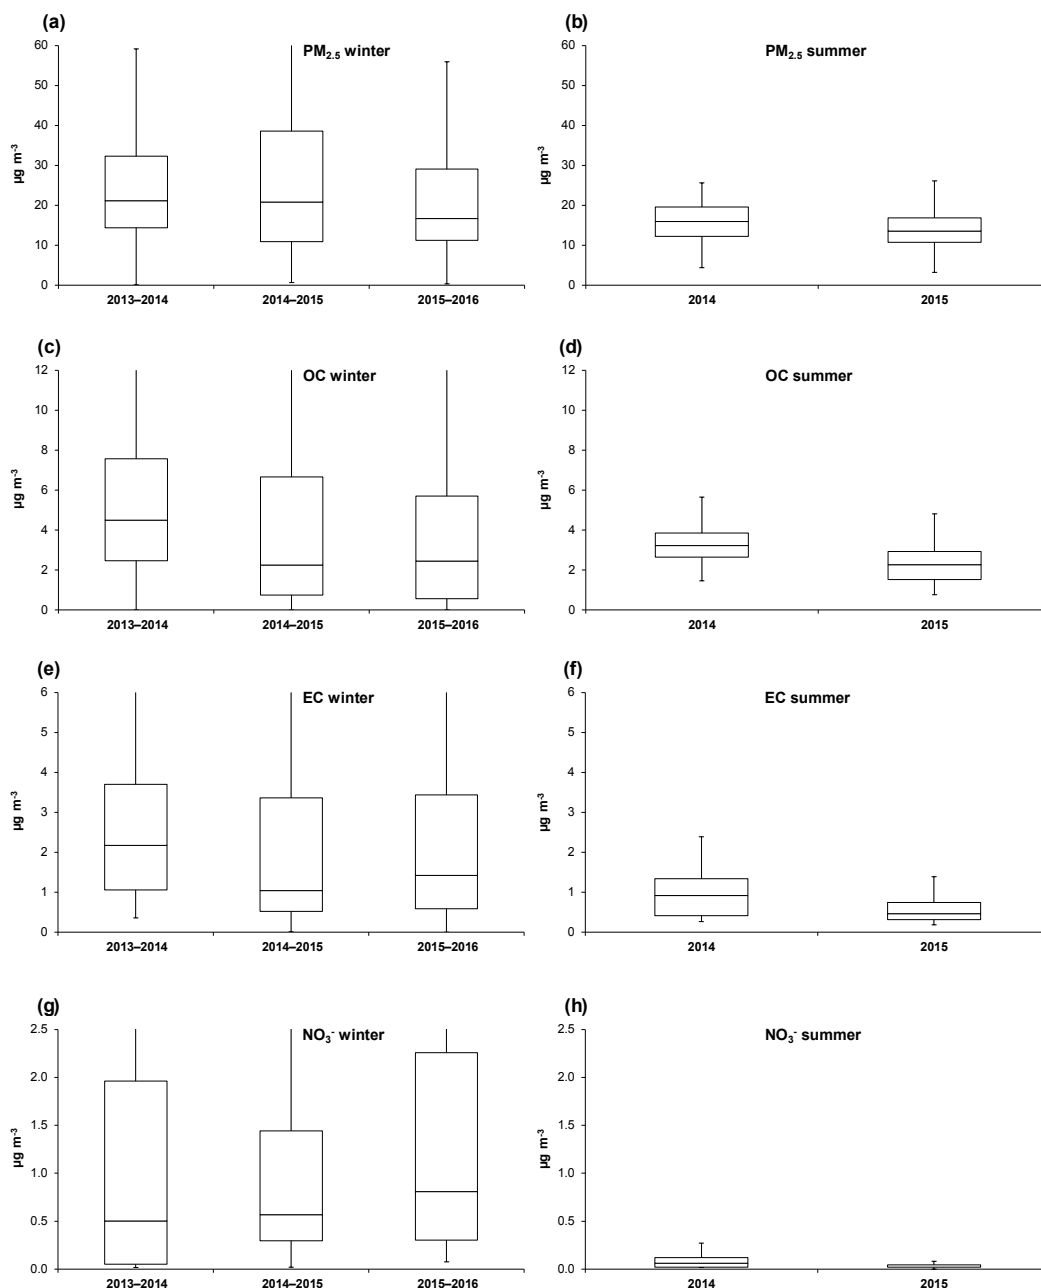 (a)
PM2.5 winter
60
50
40
30
20
10
0
µg m-3
2013–2014 2014–2015 2015–2016
(b)
PM2.5 summer
60
50
40
30
20
10
0
µg m-3
2014 2015
(c)
OC winter
12
10
8
6
4
2
0
µg m-3
2013–2014 2014–2015 2015–2016
(d)
OC summer
12
10
8
6
4
2
0
µg m-3
2014 2015
(e)
EC winter
6
5
4
3
2
1
0
µg m-3
2013–2014 2014–2015 2015–2016
(f)
EC summer
6
5
4
3
2
1
0
µg m-3
2014 2015
(g)
NO3- winter
2.5
2.0
1.5
1.0
0.5
0.0
µg m-3
2013–2014 2014–2015 2015–2016
(h)
NO3- summer
2.5
2.0
1.5
1.0
0.5
0.0
µg m-3
2014 2015